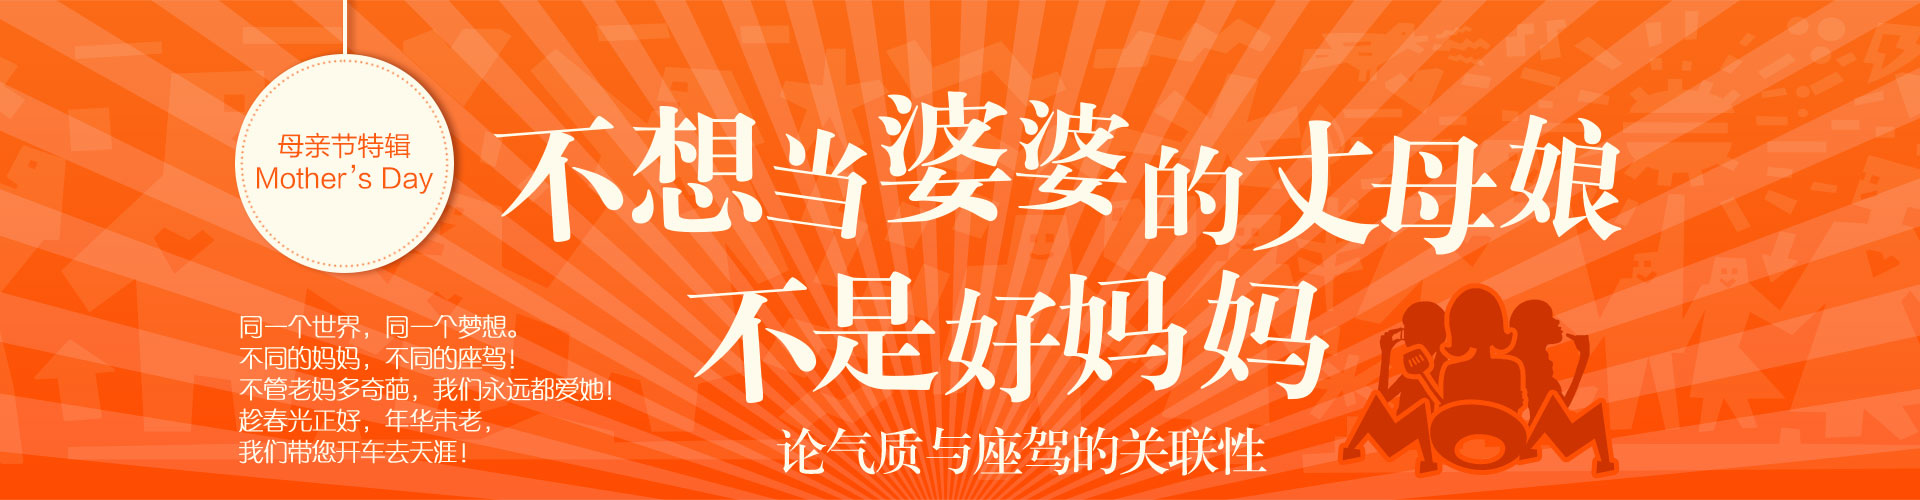 母亲节特辑
Mother's Day
不想当婆婆的丈母娘
不是好妈妈
论气质与座驾的关联性
同一个世界，同一个夢想。
不同的妈妈，不同的座驾！
不管老妈多奇葩，我们永远都爱她！
趁春光正好，年华未老，
我们带您开车去天涯！
MOM